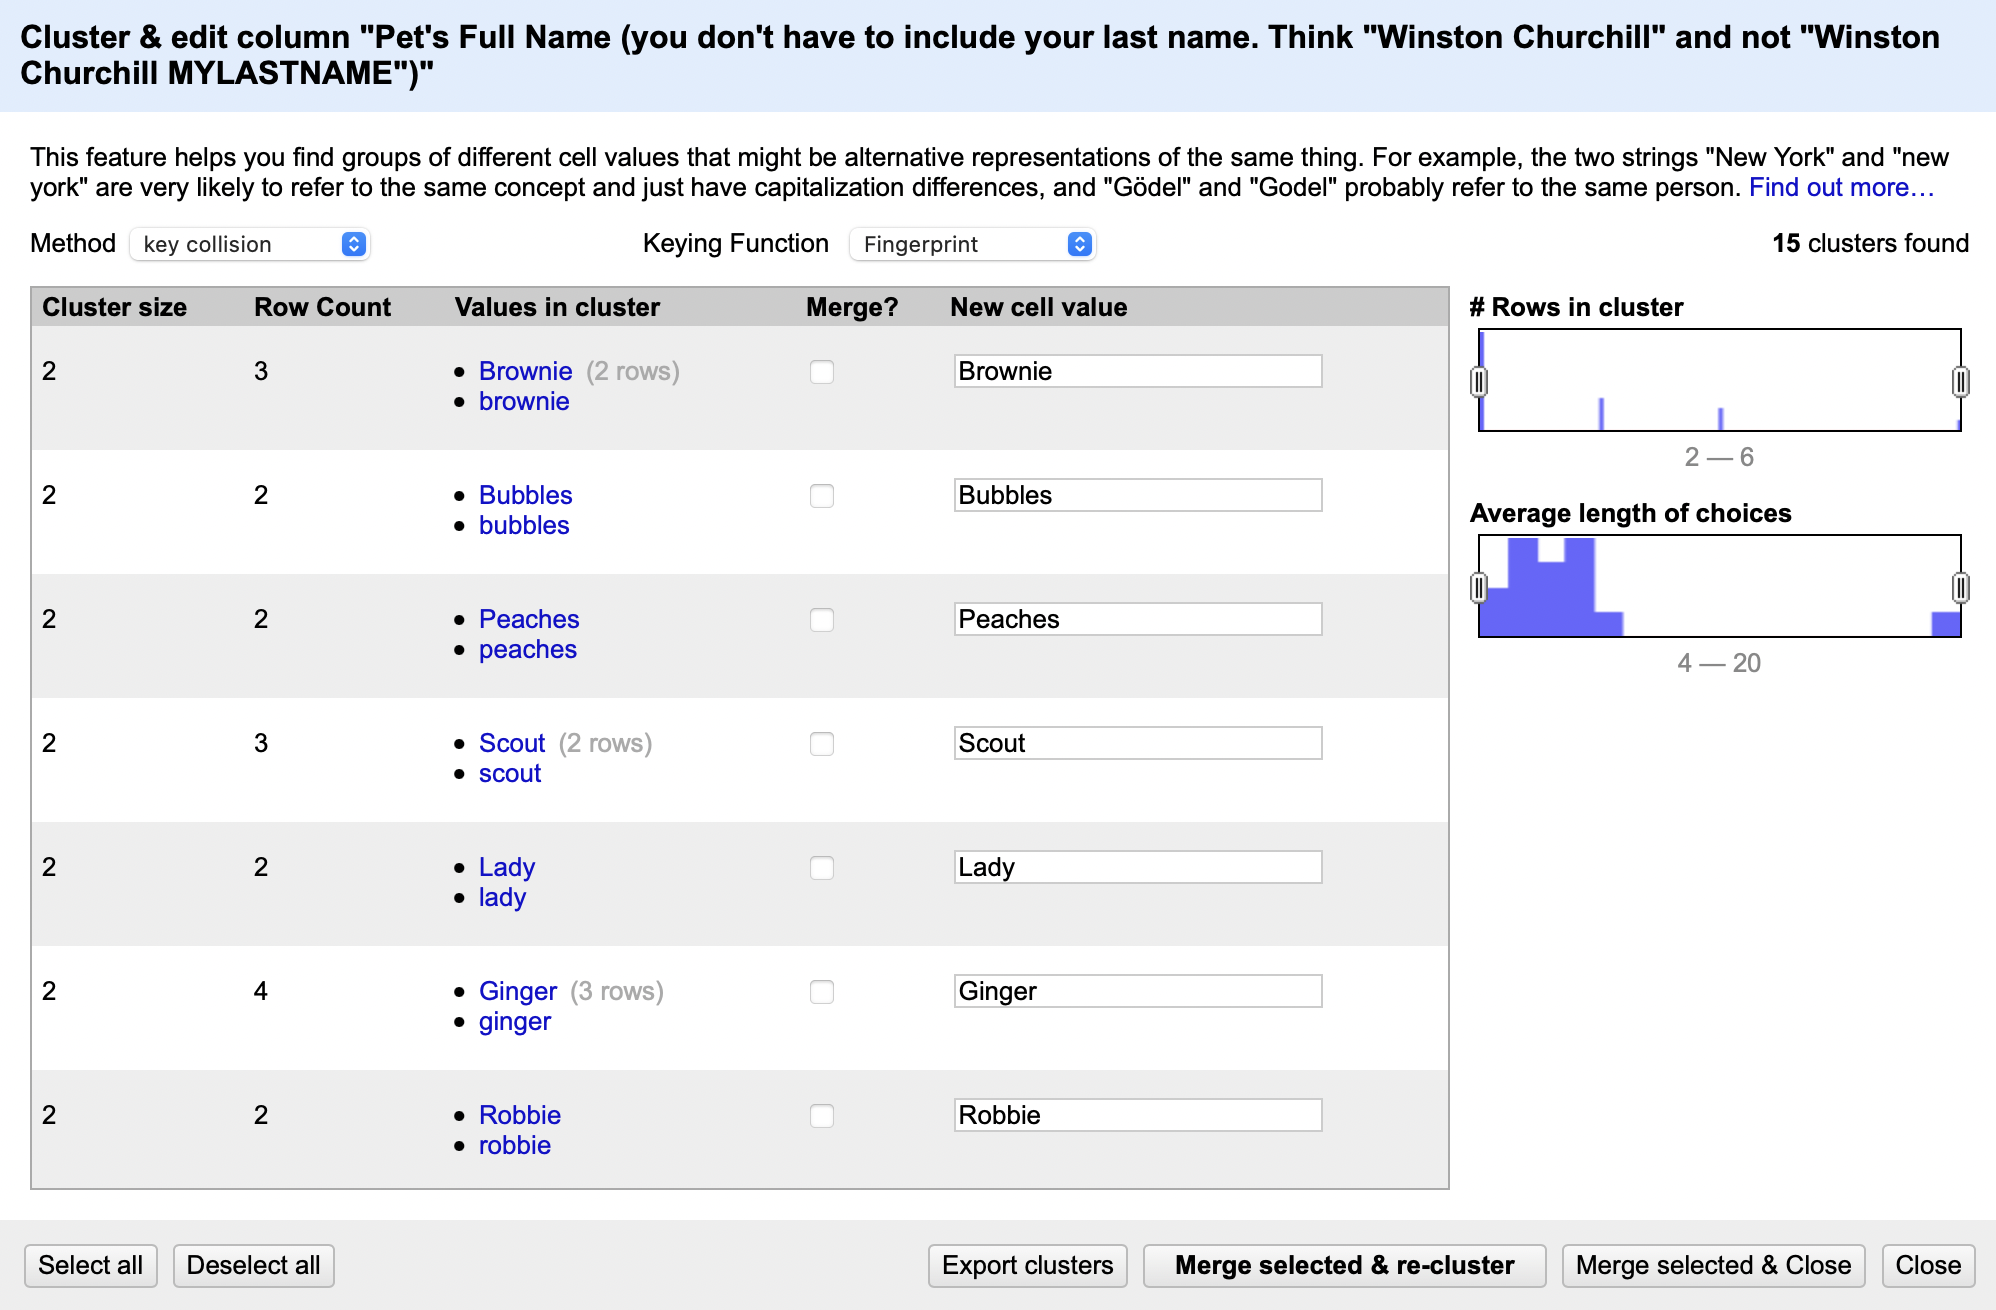 Cluster & edit column "Pet's Full Name (you don't have to include your last name. Think "Winston Churchill" and not "Winston
Churchill MYLASTNAME")"
This feature helps you find groups of different cell values that might be alternative representations of the same thing. For example, the two strings "New York" and "new
york" are very likely to refer to the same concept and just have capitalization differences, and "Gödel" and "Godel" probably refer to the same person. Find out more…
Method key collision Keying Function Fingerprint 15 clusters found
Cluster size Row Count Values in cluster Merge? New cell value
2 3 • Brownie (2 rows) Brownie
• brownie
2 2 • Bubbles Bubbles
• bubbles
2 2 • Peaches Peaches
• peaches
2 3 • Scout (2 rows) Scout
• scout
2 2 • Lady Lady
• lady
2 4 • Ginger (3 rows) Ginger
• ginger
2 2 • Robbie Robbie
• robbie
# Rows in cluster
2 — 6
Average length of choices
4 — 20
Select all Deselect all Export clusters Merge selected & re-cluster Merge selected & Close Close